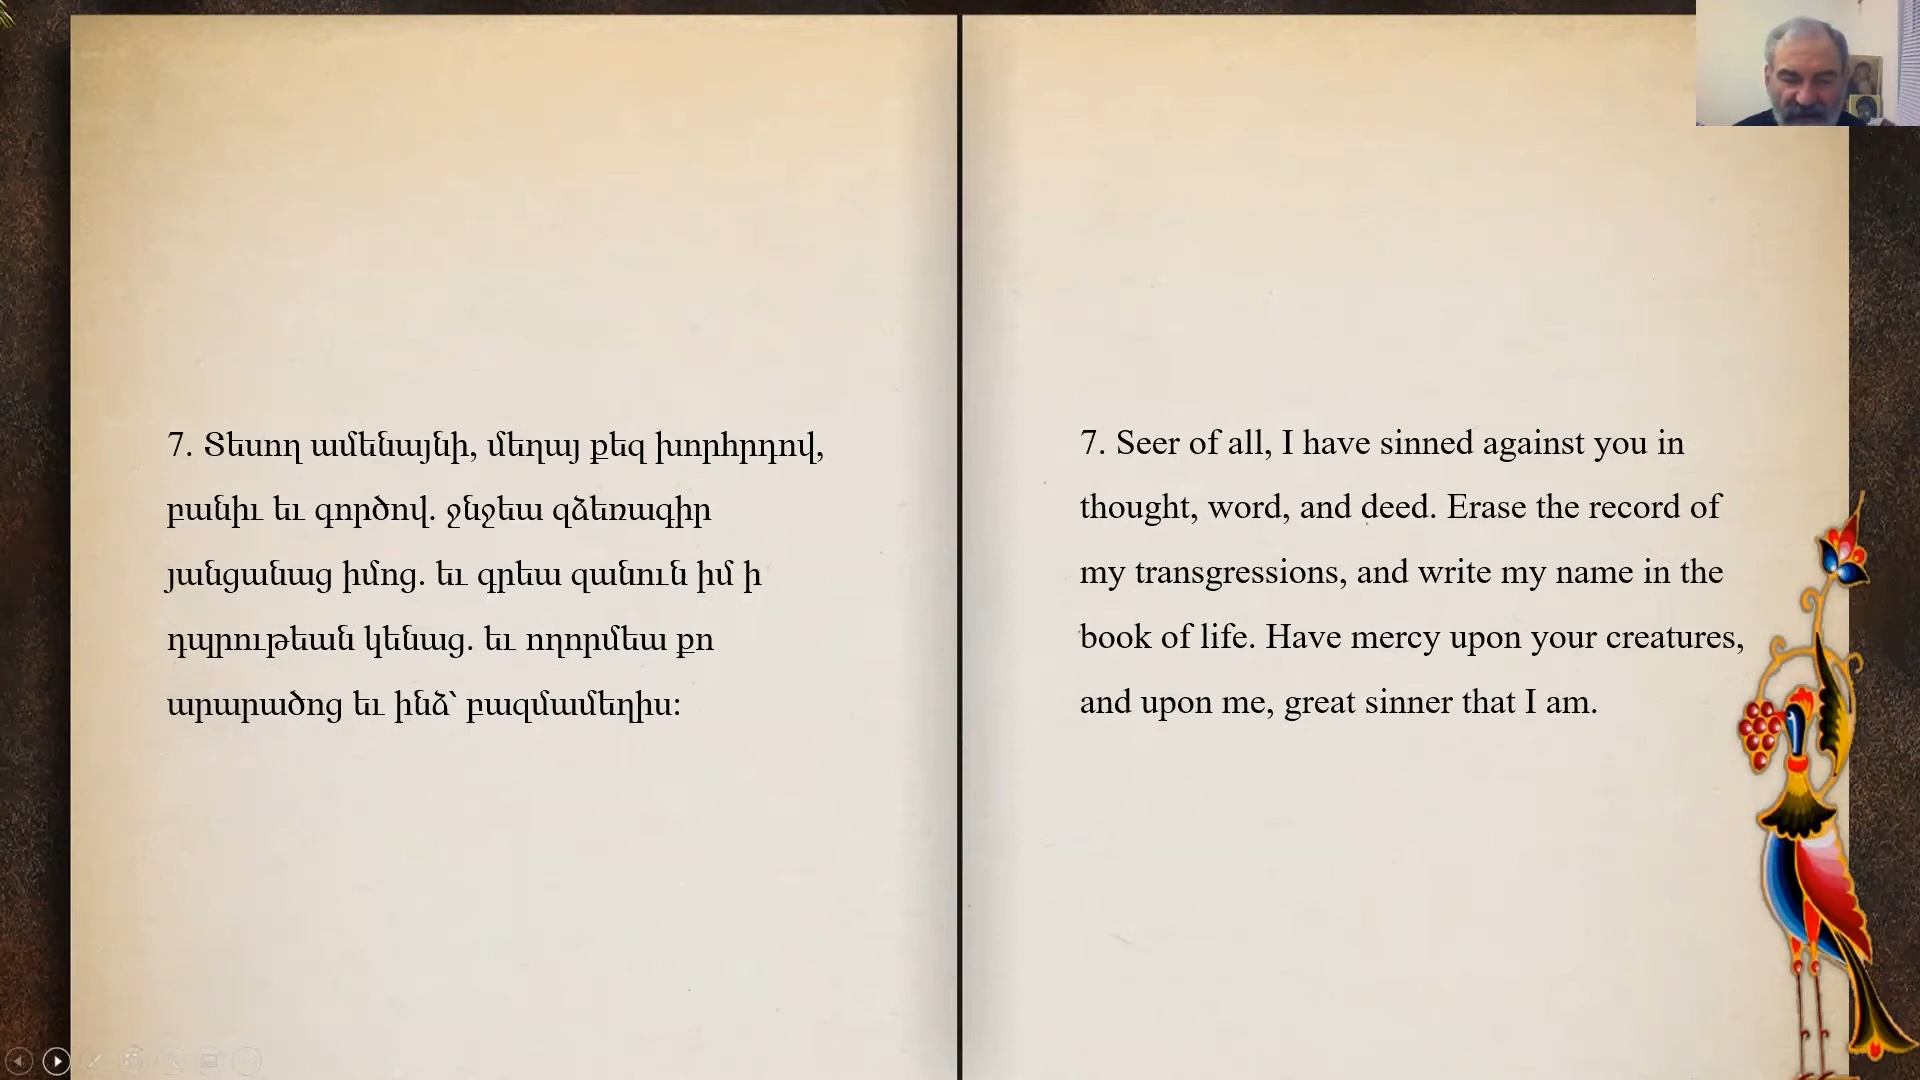 7. Տեսող ամենայնի, մեղայ քեզ խորհրդով,
բանիւ եւ գործով. ջնջեա զձեռագիր
յանցանաց իմոց. եւ գրեա զանուն իմ ի
դպրութեան կենաց. եւ ողորմեա քո
արարածոց եւ ինձ՝ բազմամեղիս։
7. Seer of all, I have sinned against you in
thought, word, and deed. Erase the record of
my transgressions, and write my name in the
book of life. Have mercy upon your creatures,
and upon me, great sinner that I am.